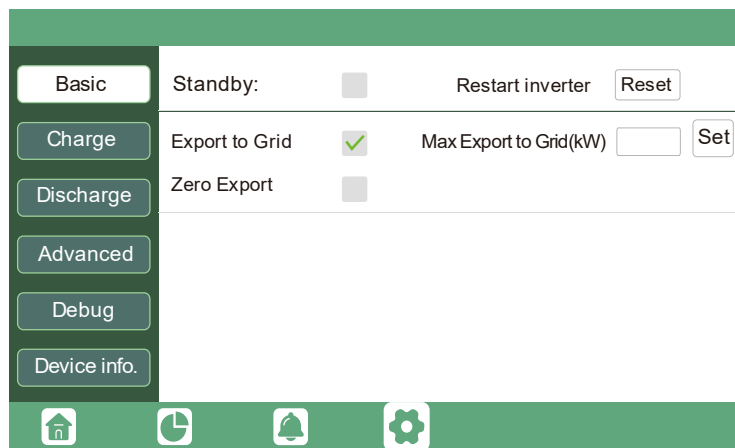 Basic
Standby:
Restart inverter
Reset
Charge
Export to Grid
Max Export to Grid(kW)
Set
Discharge
Zero Export
Advanced
Debug
Device info.